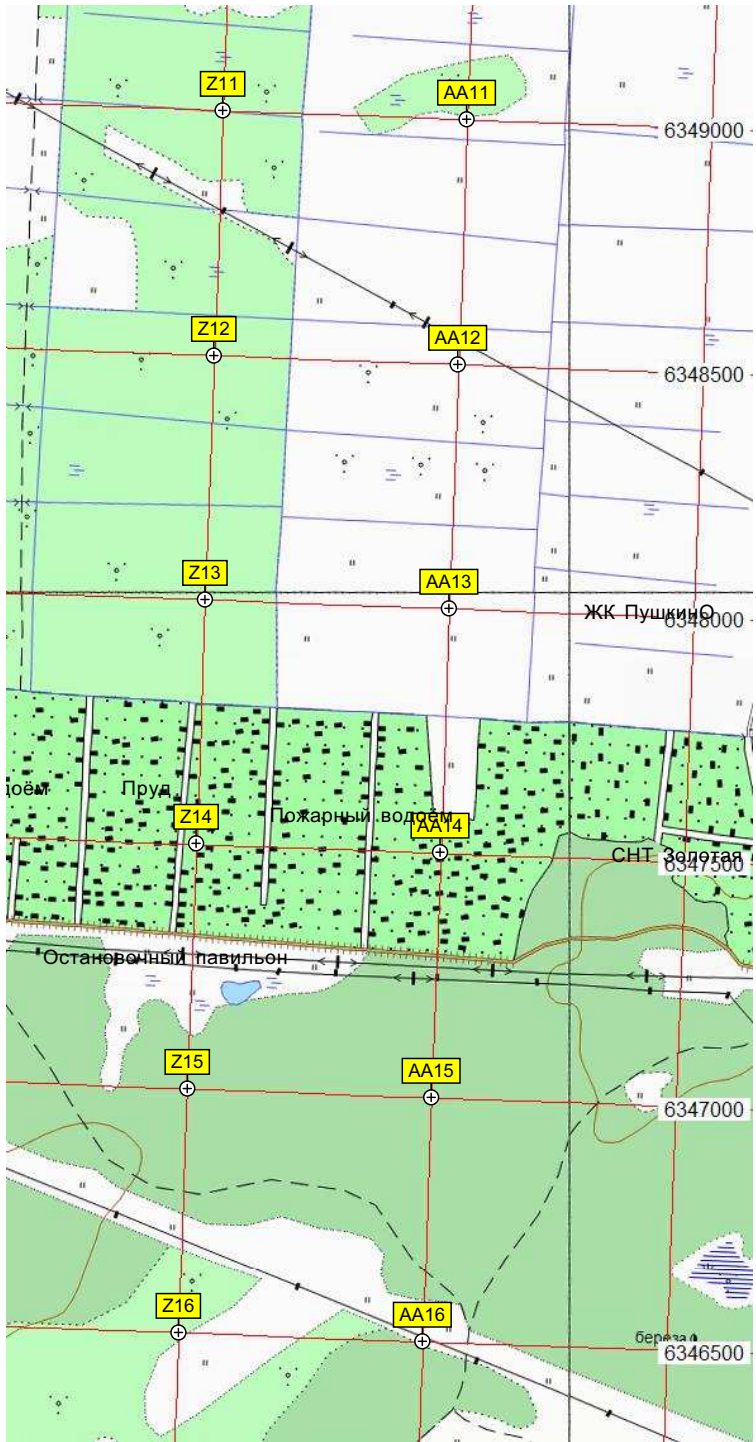 Z11
AA11
6349000
Z12
AA12
6348500
Z13
AA13
ЖК ПушкинО
6348000
доём
Пруд
Пожарный водоём
Z14
AA14
СНТ Золотая
6347500
Остановочный павильон
Z15
AA15
6347000
Z16
AA16
береза
6346500